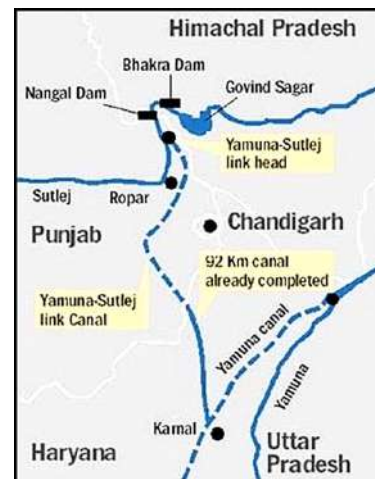 Himachal Pradesh
Bhakra Dam
Nangal Dam
Govind Sagar
Yamuna-Sutlej
link head
Sutlej
Ropar
Punjab
Chandigarh
92 Km canal
already completed
Yamuna-Sutlej
link Canal
Yamuna canal
Yamuna
Karnal
Haryana
Uttar
Pradesh